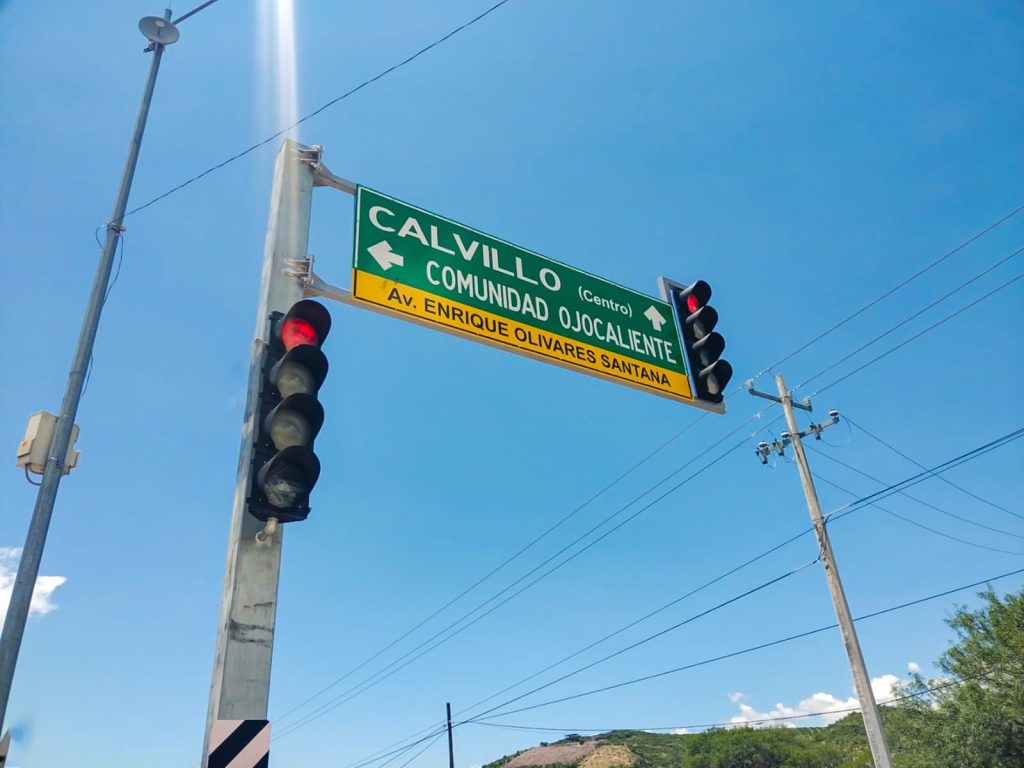 CALVILLO (Centro)
COMUNIDAD OJOCALIENTE
Av. ENRIQUE OLIVARES SANTANA